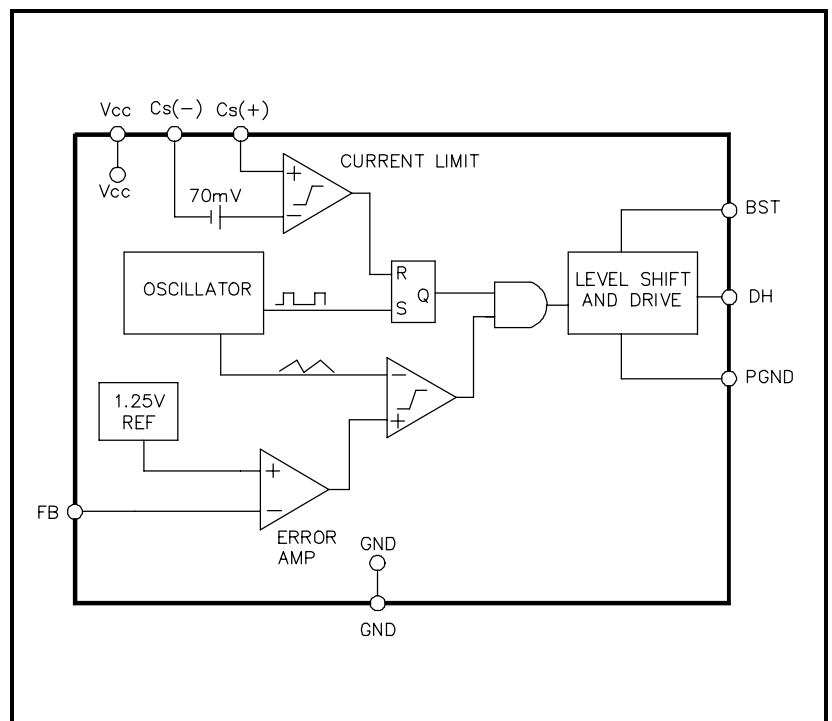 Vcc Cs(−) Cs(+)
Vcc
70mV
+
−
CURRENT LIMIT
BST
OSCILLATOR
R
S
Q
LEVEL SHIFT
AND DRIVE
DH
−
+
PGND
1.25V
REF
+
−
FB
ERROR
AMP
GND
GND